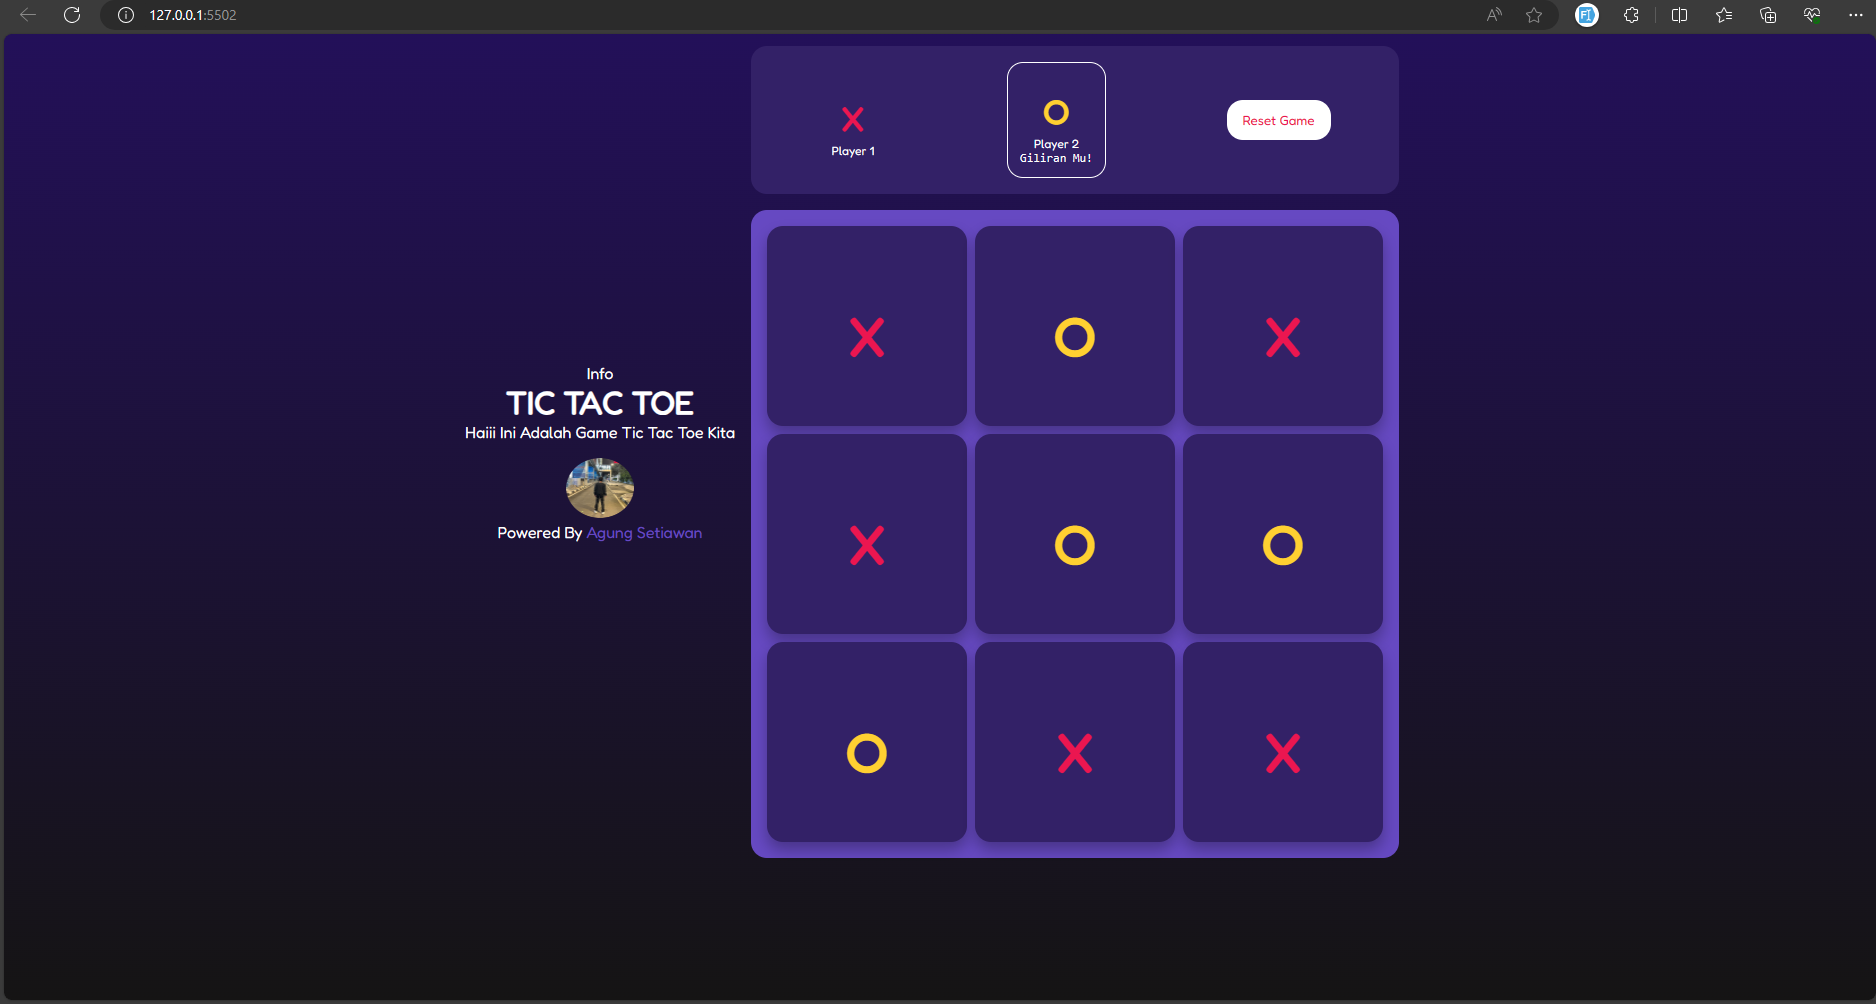 127.0.0.1:5502
Player 1
Player 2
Giliran Mu!
Reset Game
Info
TIC TAC TOE
Haiii Ini Adalah Game Tic Tac Toe Kita
Powered By Agung Setiawan
X O X
X O O
O X X